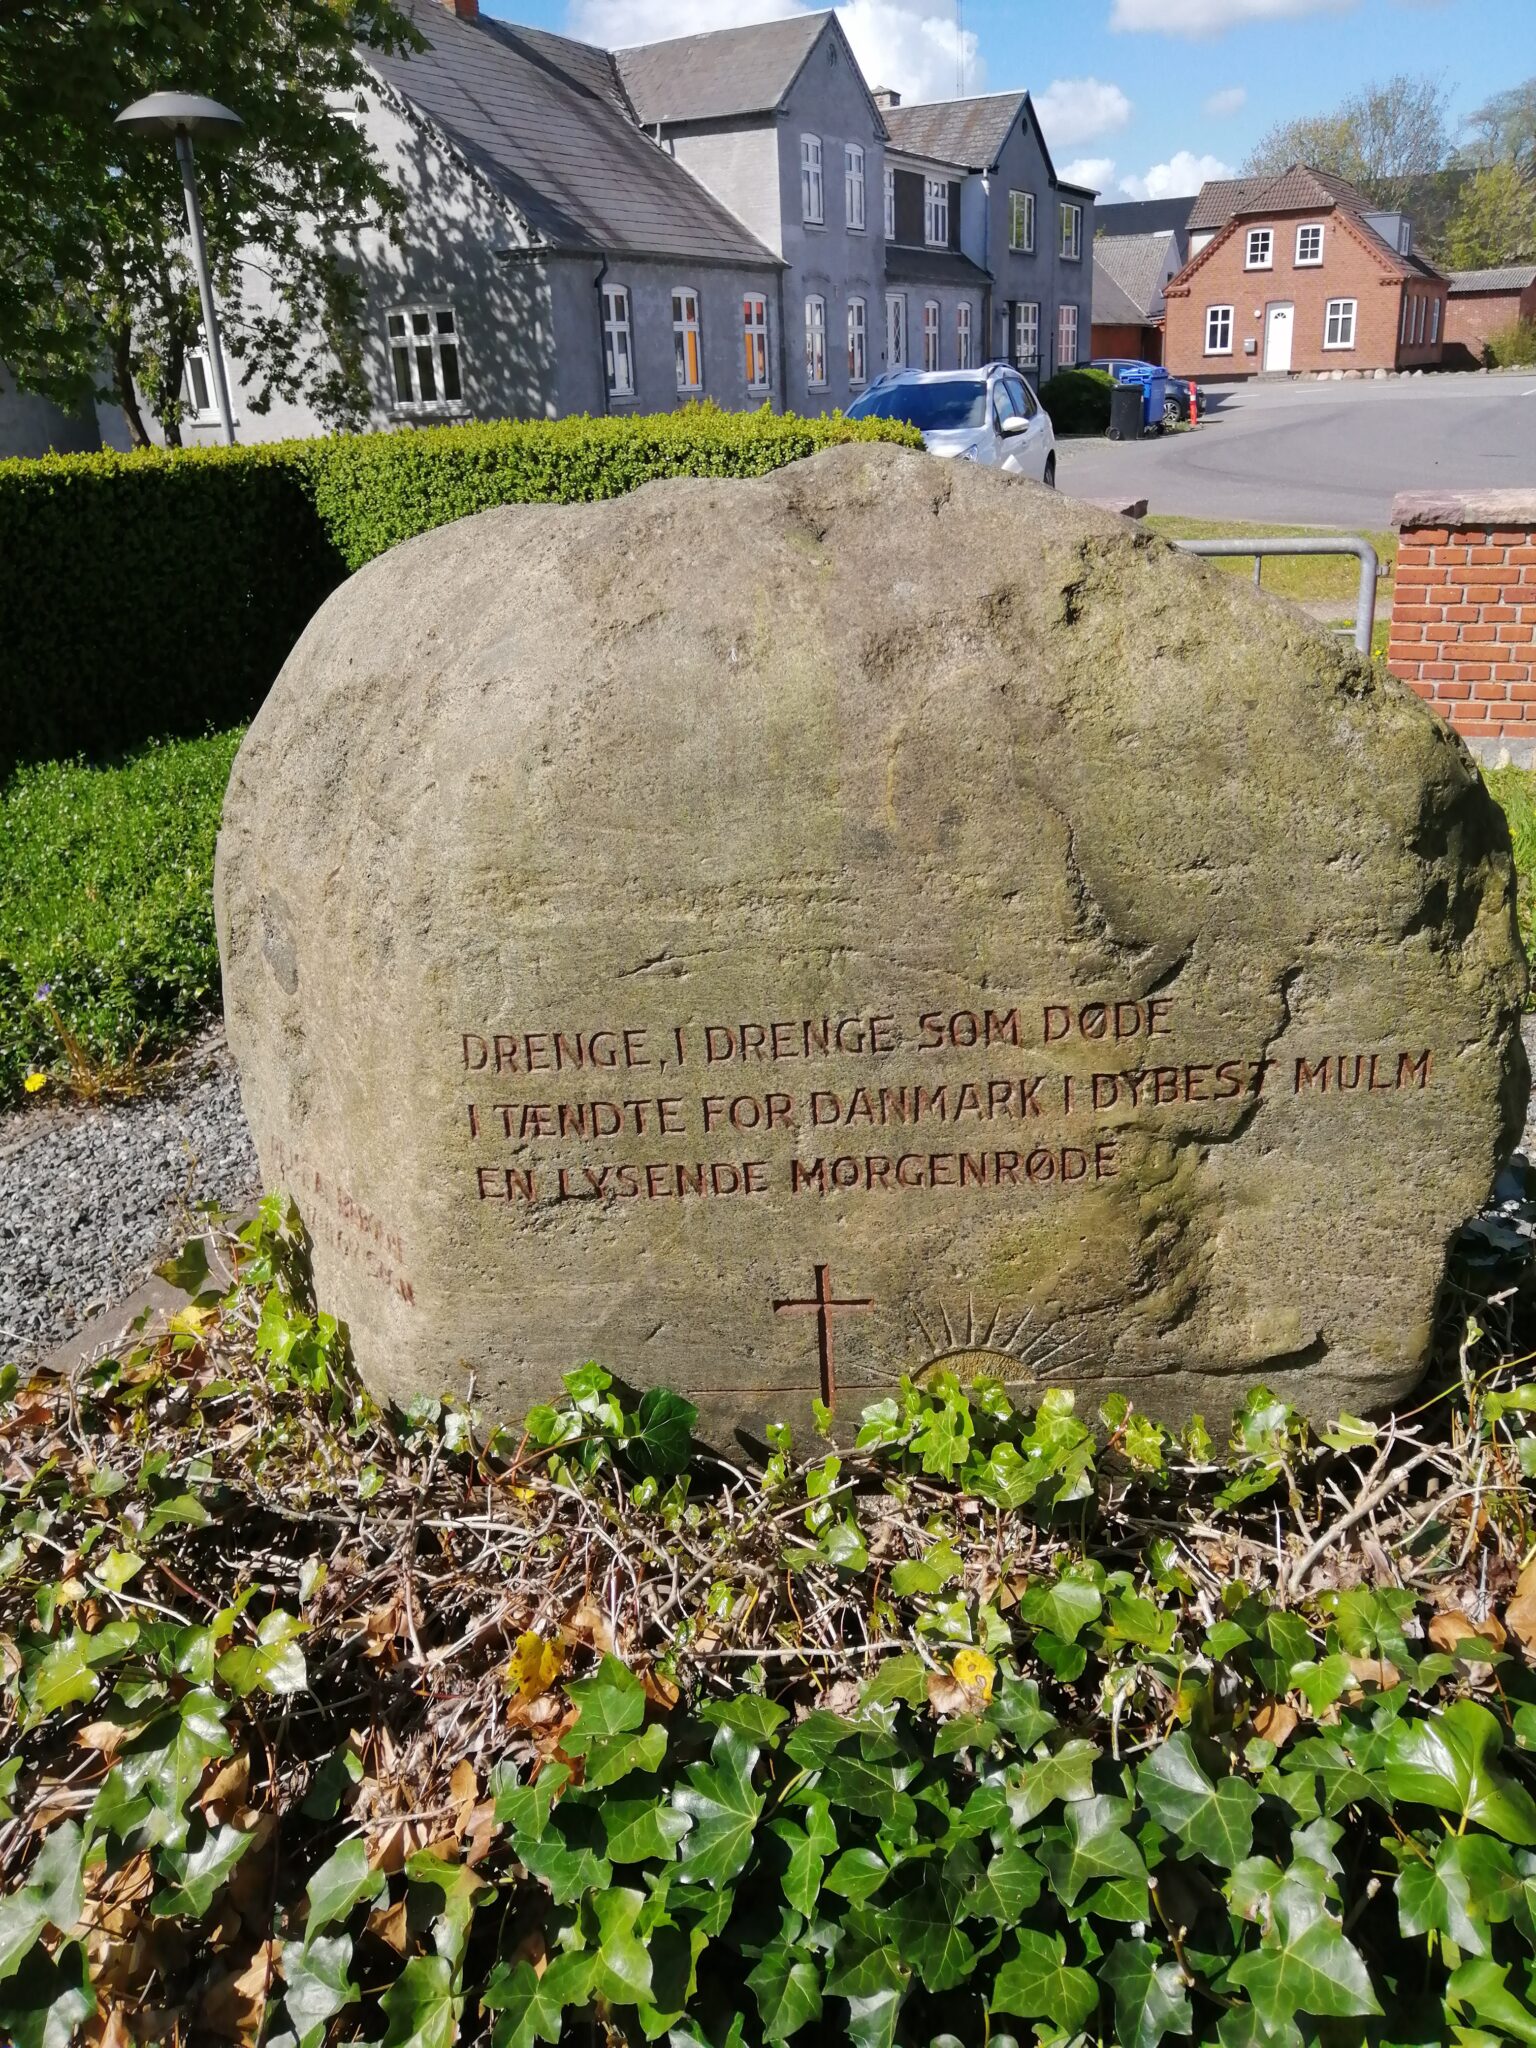 DRENGE, I DRENGE SOM DØDE
I TÆNDTE FOR DANMARK I DYBEST MULM
EN LYSENDE MORGENRØDE